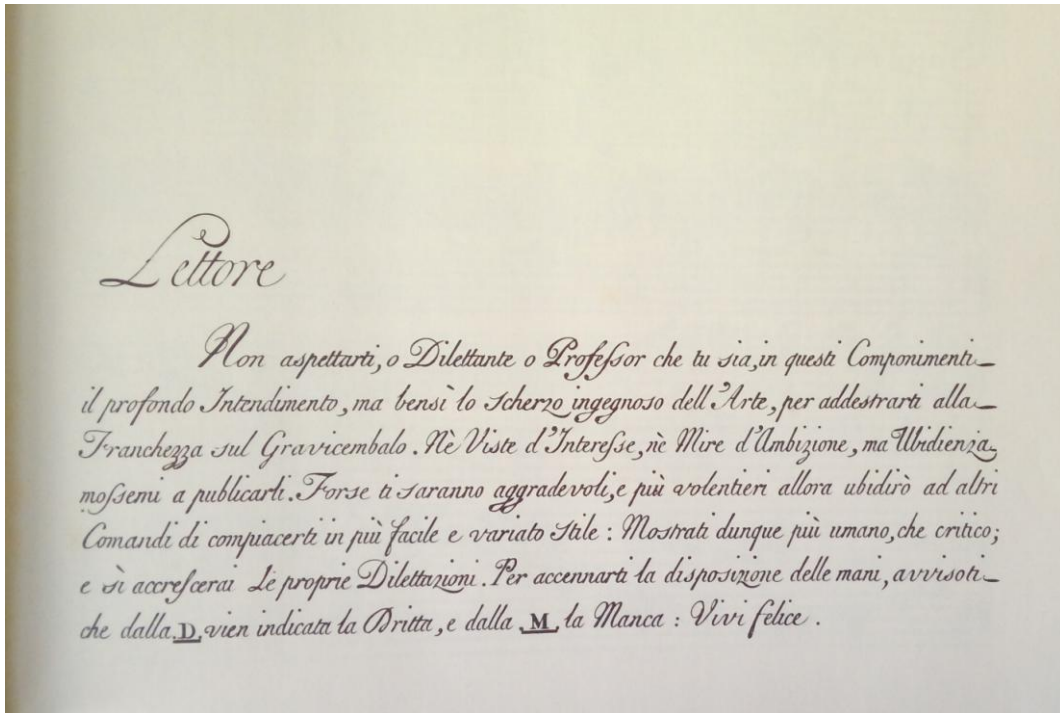 Lettore
Non aspettarti, o Dilettante o Professor che tu sia, in questi Componimenti
il profondo Intendimento, ma bensì lo Scherzo ingegnoso dell'Arte, per addestrarti alla
Franchezza sul Gravicembalo. Nè Viste d'Interesse, nè Mire d'Ambizione, ma Ubidienza
mossemi a publicarli. Forse ti saranno aggradevoli, e più volentieri allora ubidirò ad altri
Comandi di compiacerti in più facile e variato Stile: Mostrati dunque più umano, che critico;
e sì accrescerai Le proprie Dilettazioni. Per accennarti la disposizione delle mani, avvisoti
che dalla D vien indicata la Dritta, e dalla M la Manca: Vivi felice.